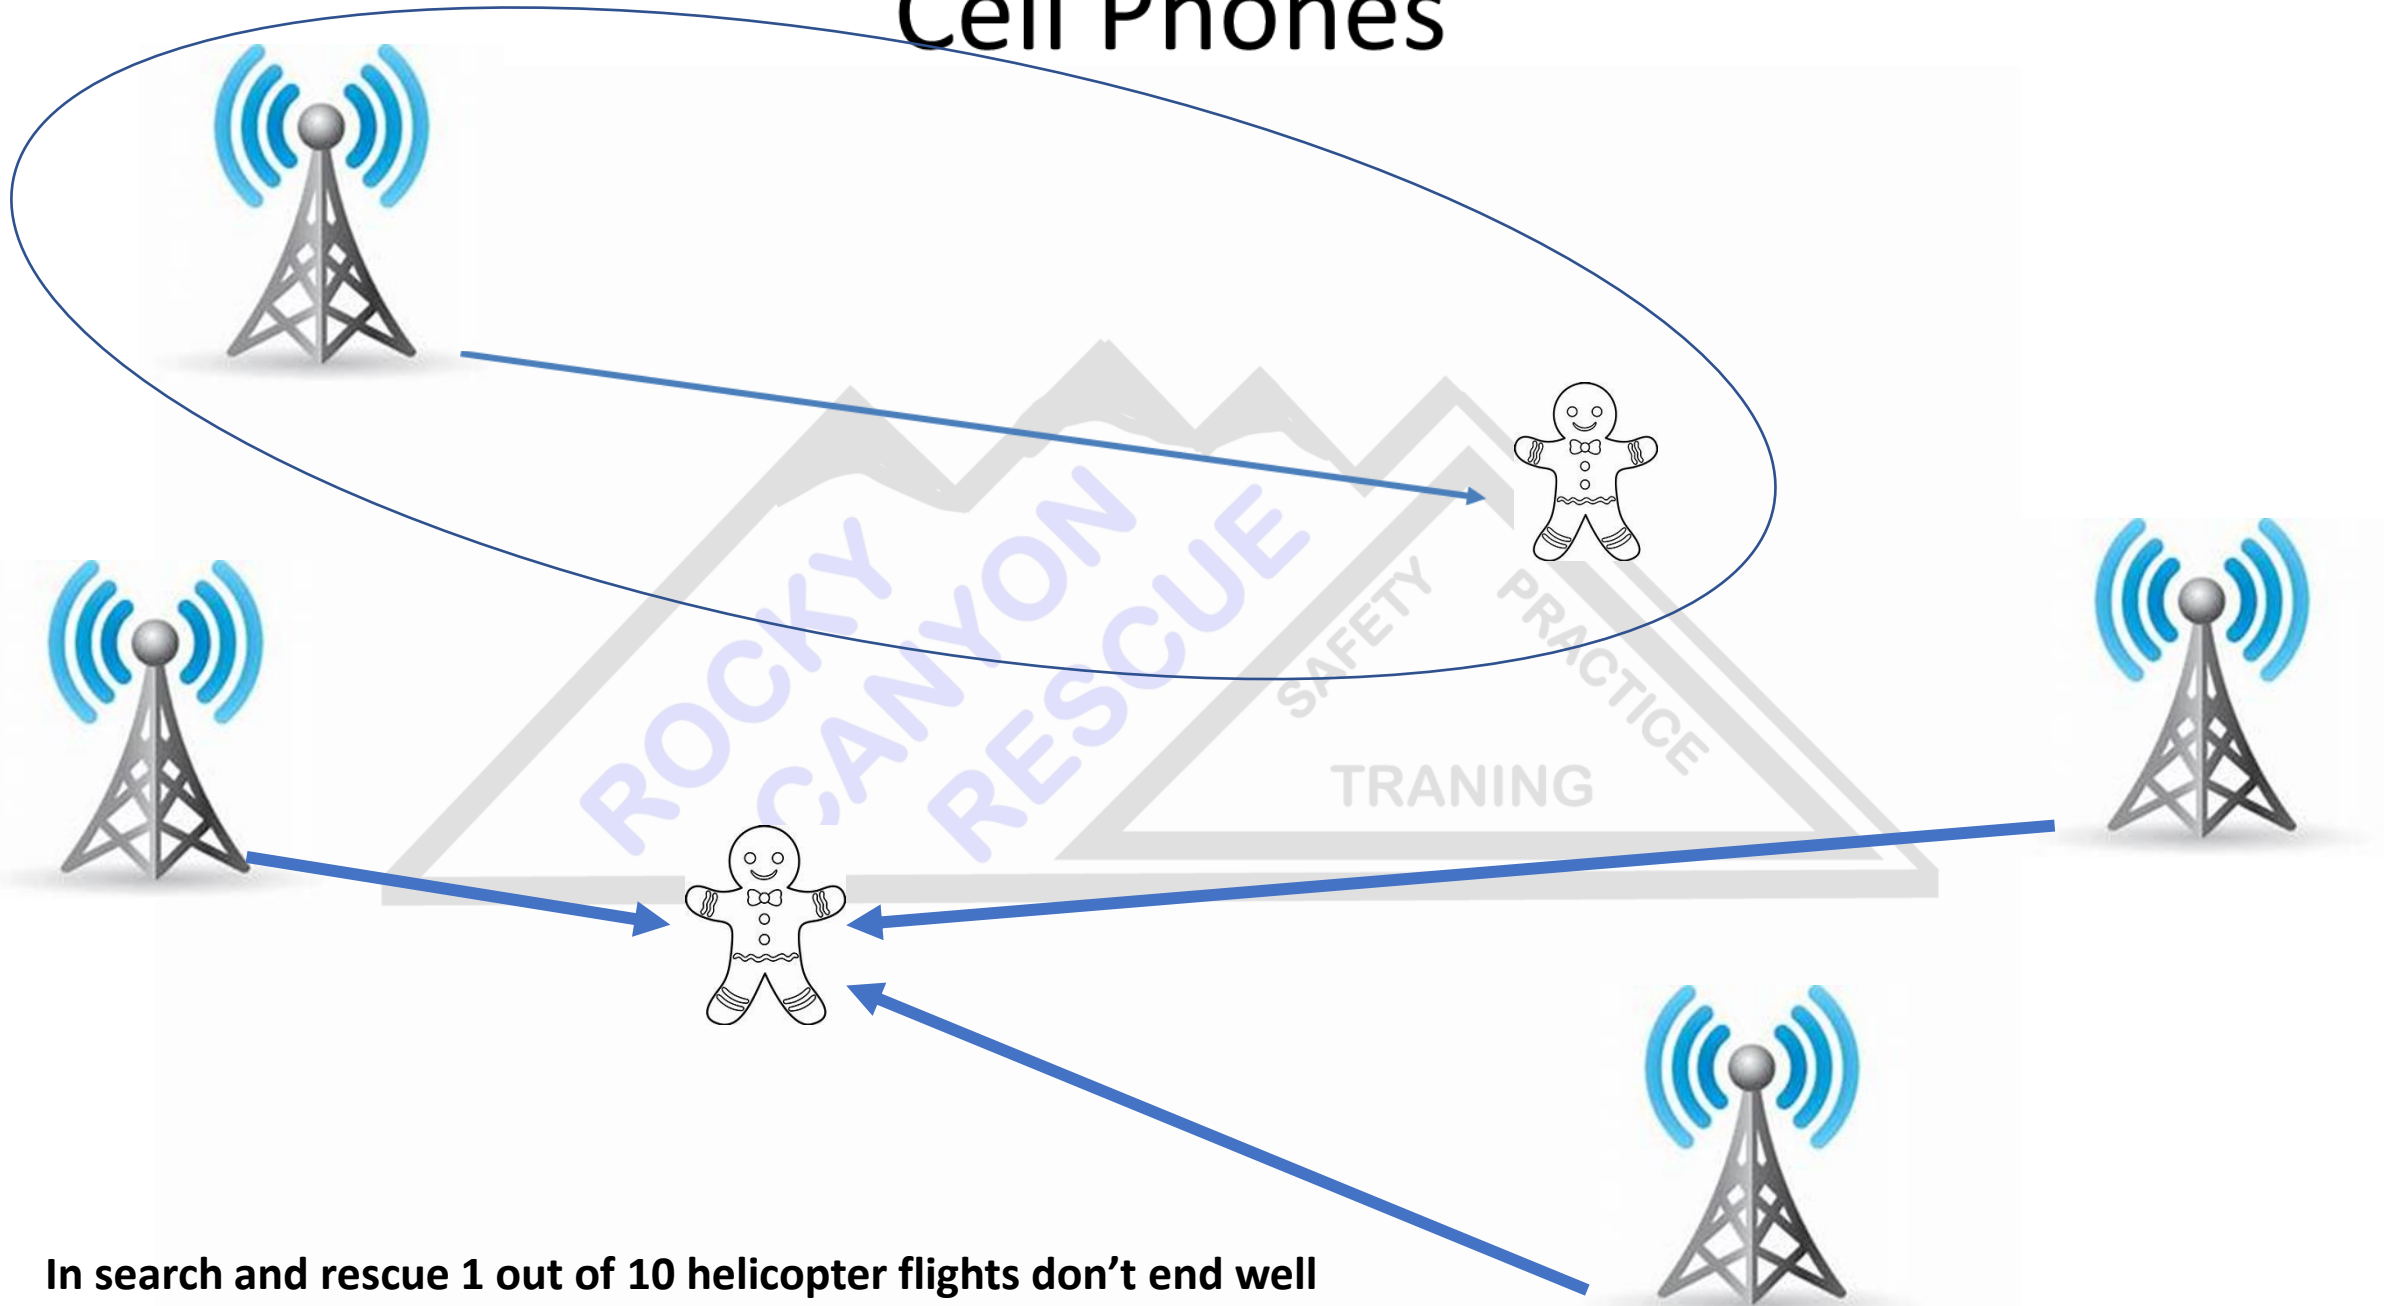 Cell Phones
ROCKY
CANYON
RESCUE
SAFETY
PRACTICE
TRANING
In search and rescue 1 out of 10 helicopter flights don’t end well